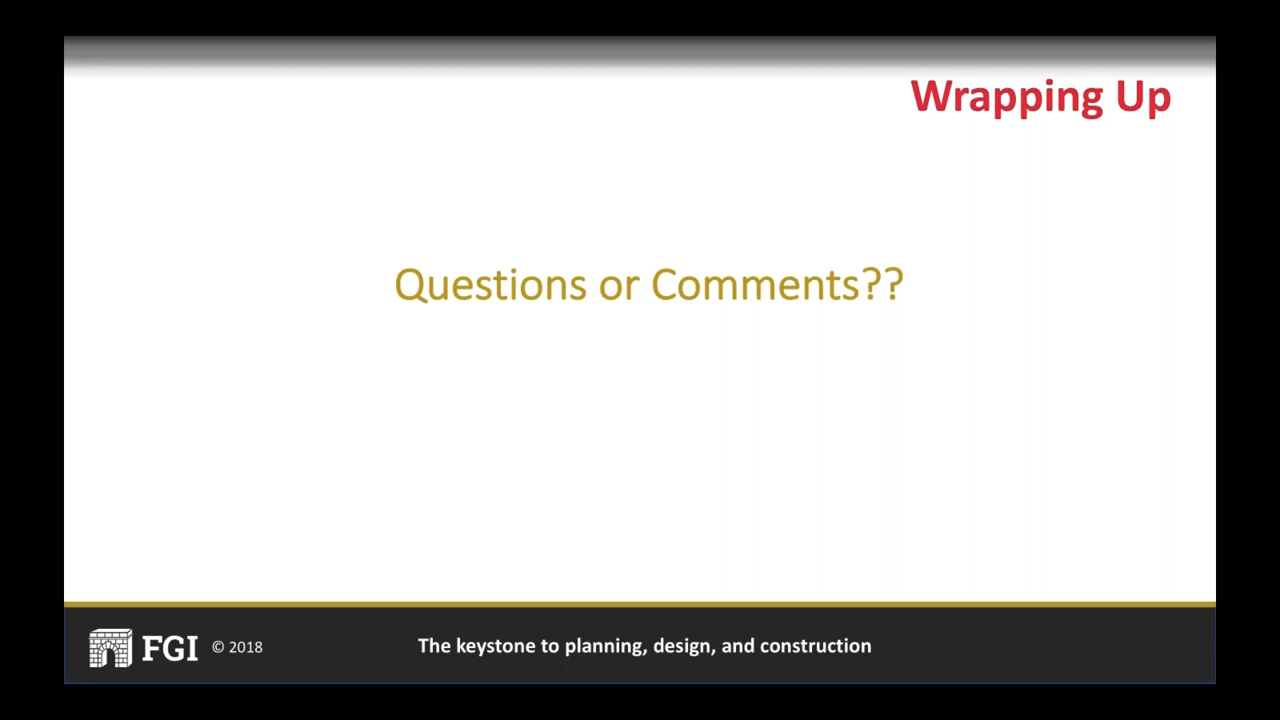 Wrapping Up
Questions or Comments??
FGI © 2018
The keystone to planning, design, and construction